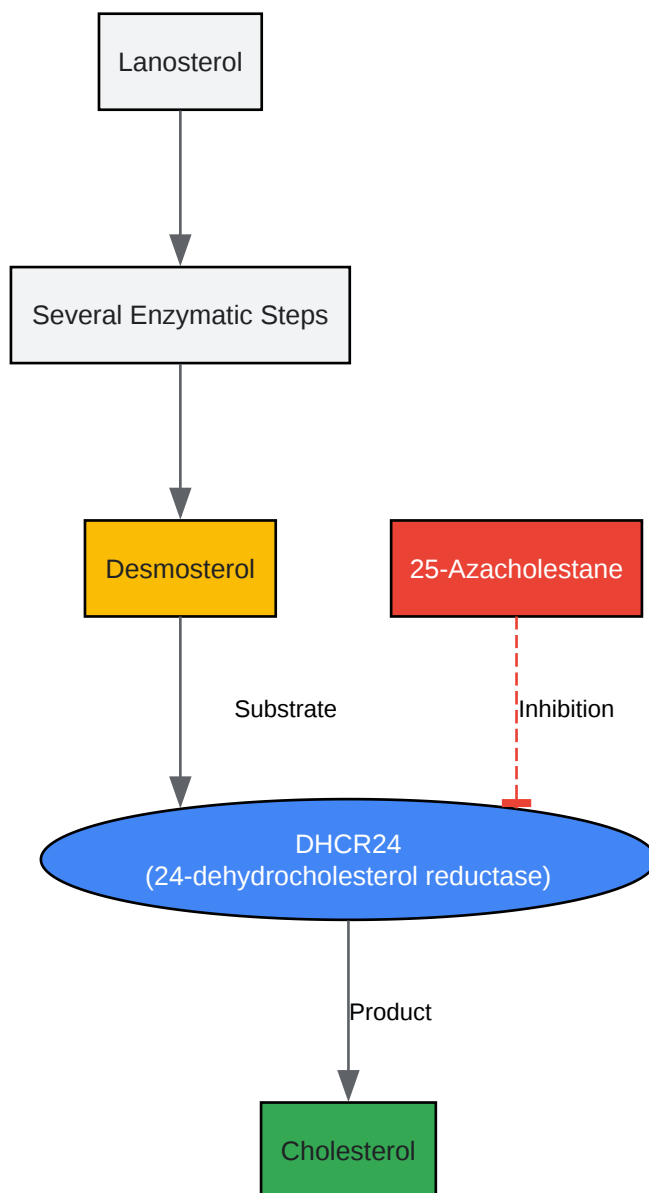 Lanosterol
Several Enzymatic Steps
Desmosterol
25-Azacholestane
Substrate
Inhibition
DHCR24
(24-dehydrocholesterol reductase)
Product
Cholesterol